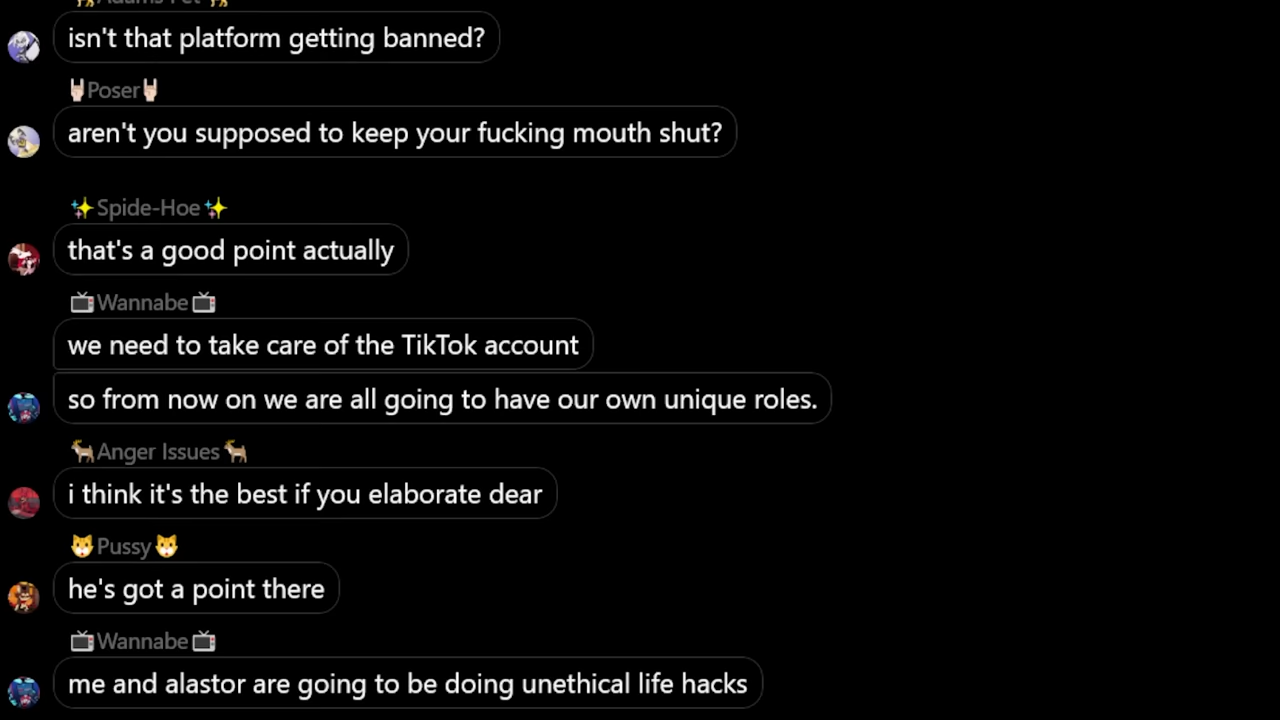 🐆Adams Pet🐆
isn't that platform getting banned?
🤘🏻Poser🤘🏻
aren't you supposed to keep your fucking mouth shut?
✨Spide-Hoe✨
that's a good point actually
📺Wannabe📺
we need to take care of the TikTok account
so from now on we are all going to have our own unique roles.
🦌Anger Issues🦌
i think it's the best if you elaborate dear
🐱Pussy🐱
he's got a point there
📺Wannabe📺
me and alastor are going to be doing unethical life hacks